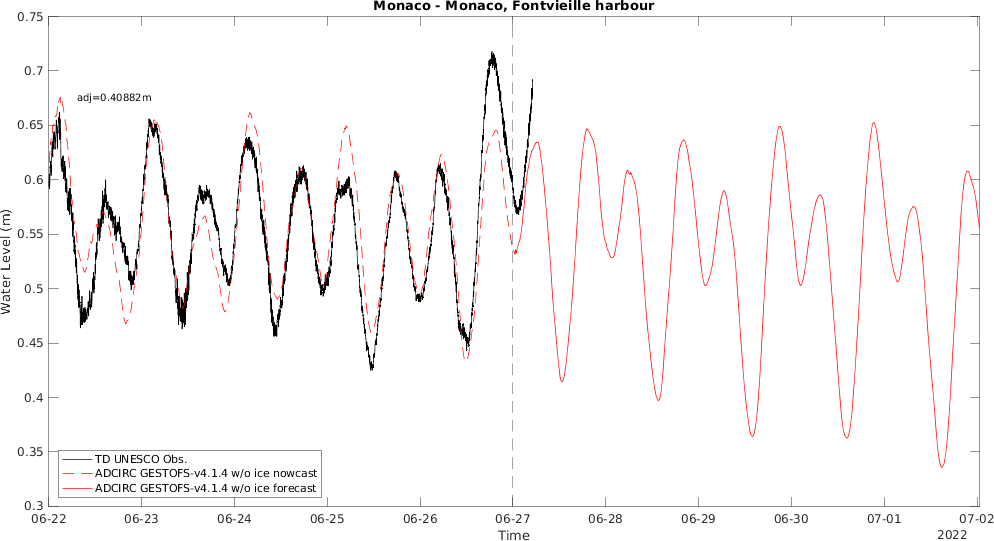 Monaco - Monaco, Fontvieille harbour
0.75
0.7
0.65
0.6
0.55
0.5
0.45
0.4
0.35
0.3
Water Level (m)
adj=0.40882m
TD UNESCO Obs.
ADCIRC GESTOFS-v4.1.4 w/o ice nowcast
ADCIRC GESTOFS-v4.1.4 w/o ice forecast
06-22 06-23 06-24 06-25 06-26 06-27 06-28 06-29 06-30 07-01 07-02
Time
2022